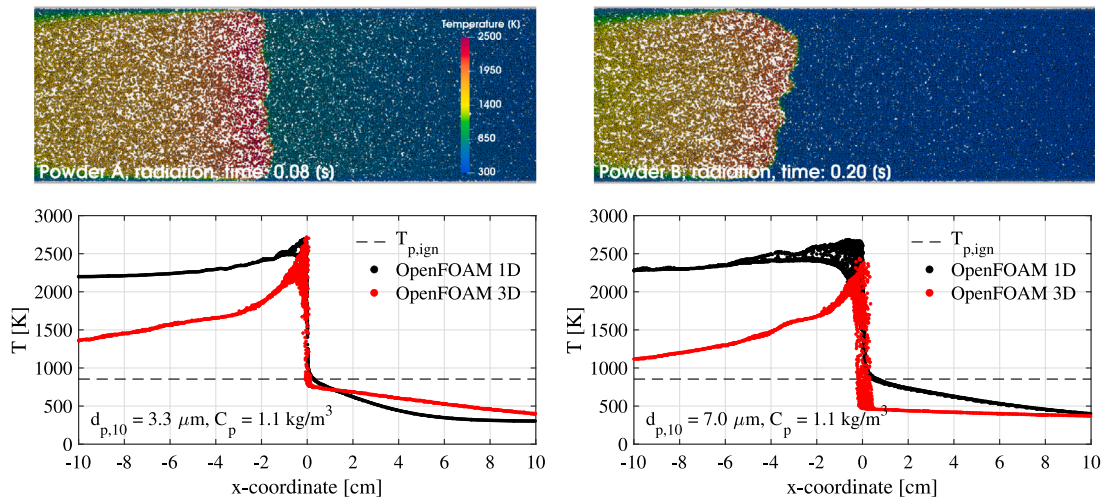 Temperature [K]
2500
1950
1400
650
300
Powder A, radiation, time: 0.08 (s)
Powder B, radiation, time: 0.20 (s)
3000
2500
2000
1500
1000
500
0
T [K]
T_p,ign
OpenFOAM 1D
OpenFOAM 3D
d_p,10 = 3.3 μm, C_p = 1.1 kg/m³
-10 -8 -6 -4 -2 0 2 4 6 8 10
x-coordinate [cm]
3000
2500
2000
1500
1000
500
0
T [K]
T_p,ign
OpenFOAM 1D
OpenFOAM 3D
d_p,10 = 7.0 μm, C_p = 1.1 kg/m³
-10 -8 -6 -4 -2 0 2 4 6 8 10
x-coordinate [cm]